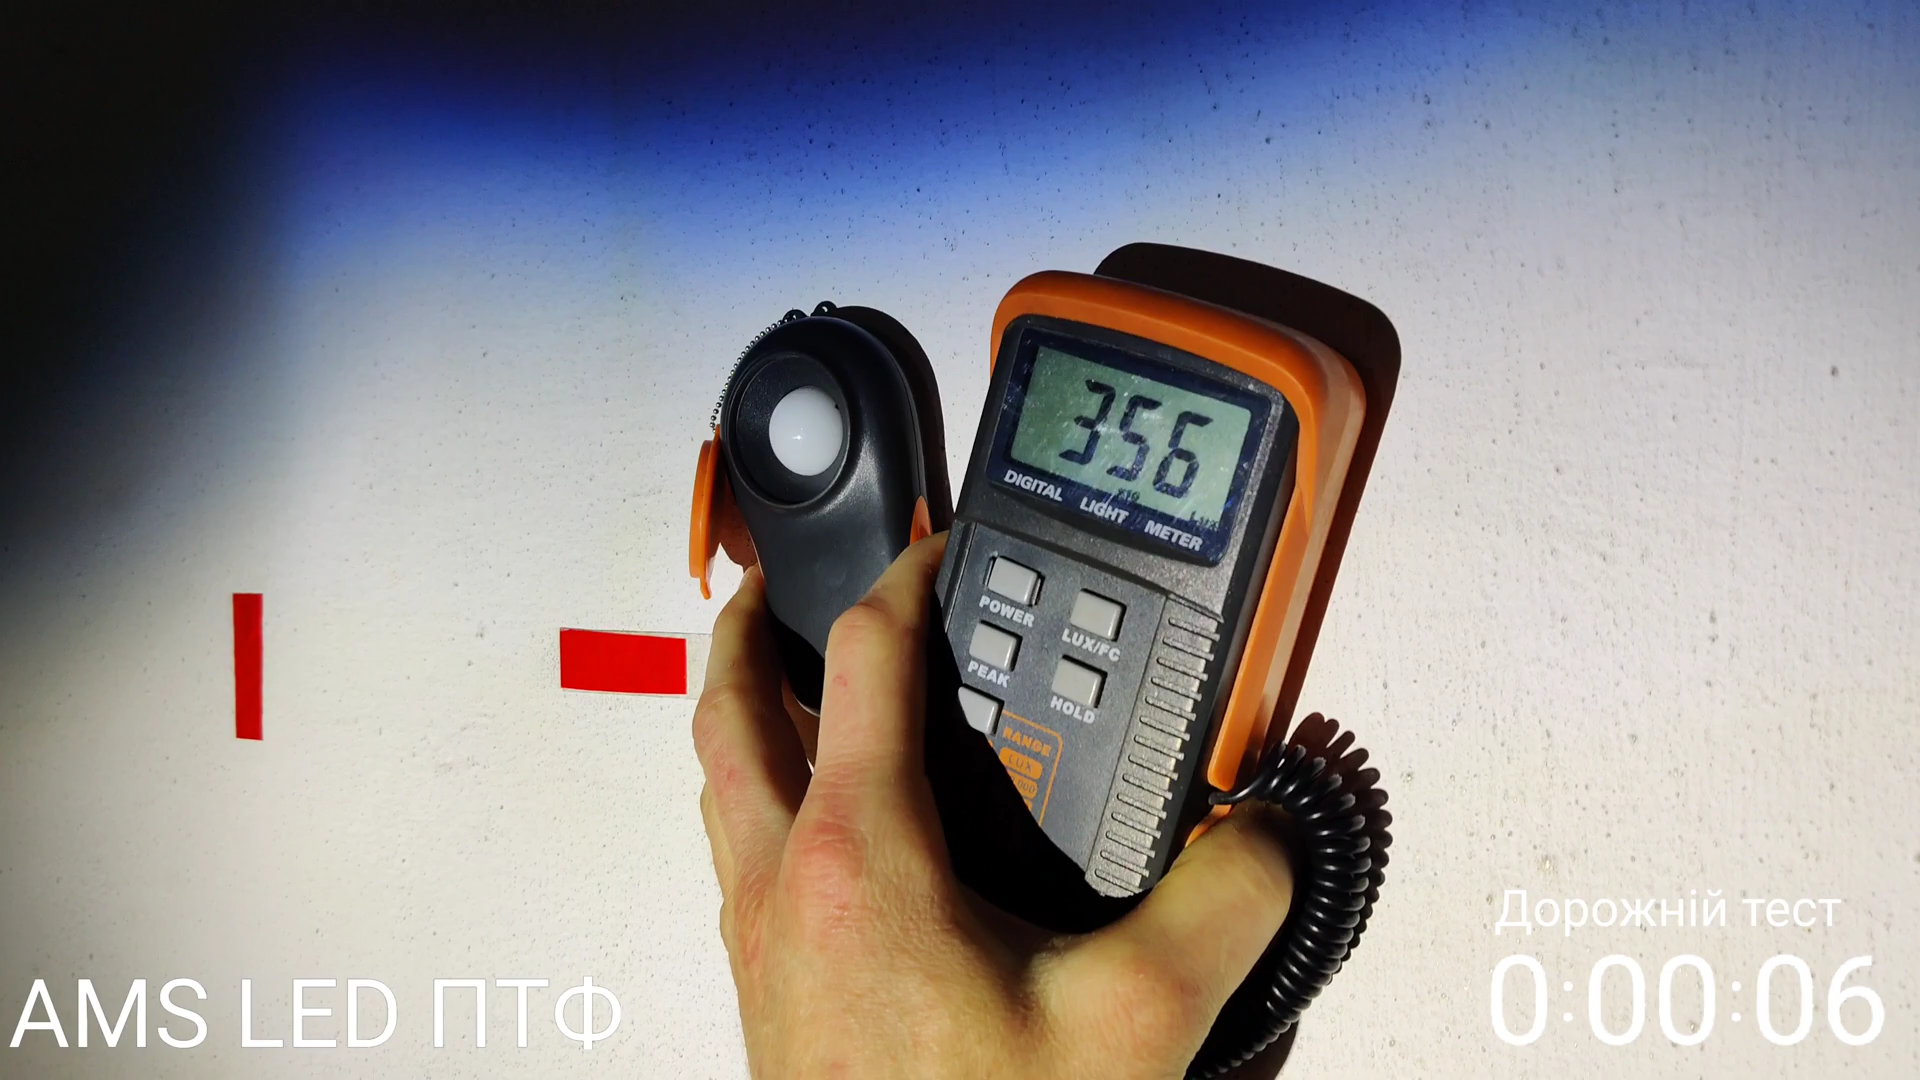 356
X10
LUX
DIGITAL LIGHT METER
POWER
LUX/FC
PEAK
HOLD
RANGE
LUX
Дорожній тест
0:00:06
AMS LED ПТФ